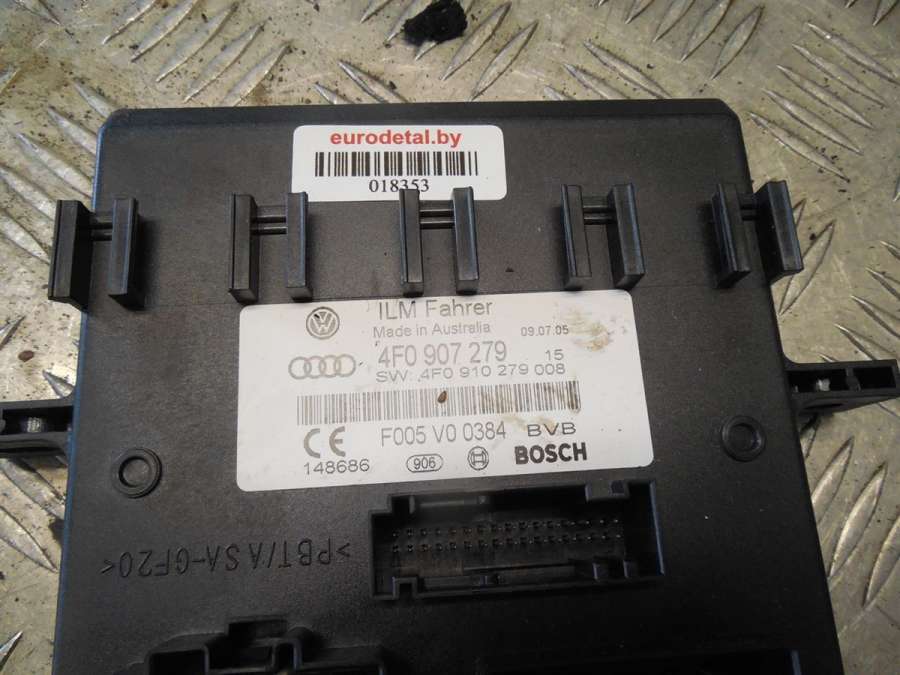 eurodetal.by
018353
ILM Fahrer
Made in Australia 09.07.05
4F0 907 279 15
SW: 4F0 910 279 008
F005 V0 0384 BVB
CE
148686 906 BOSCH
>PBT/ASA-GF20<